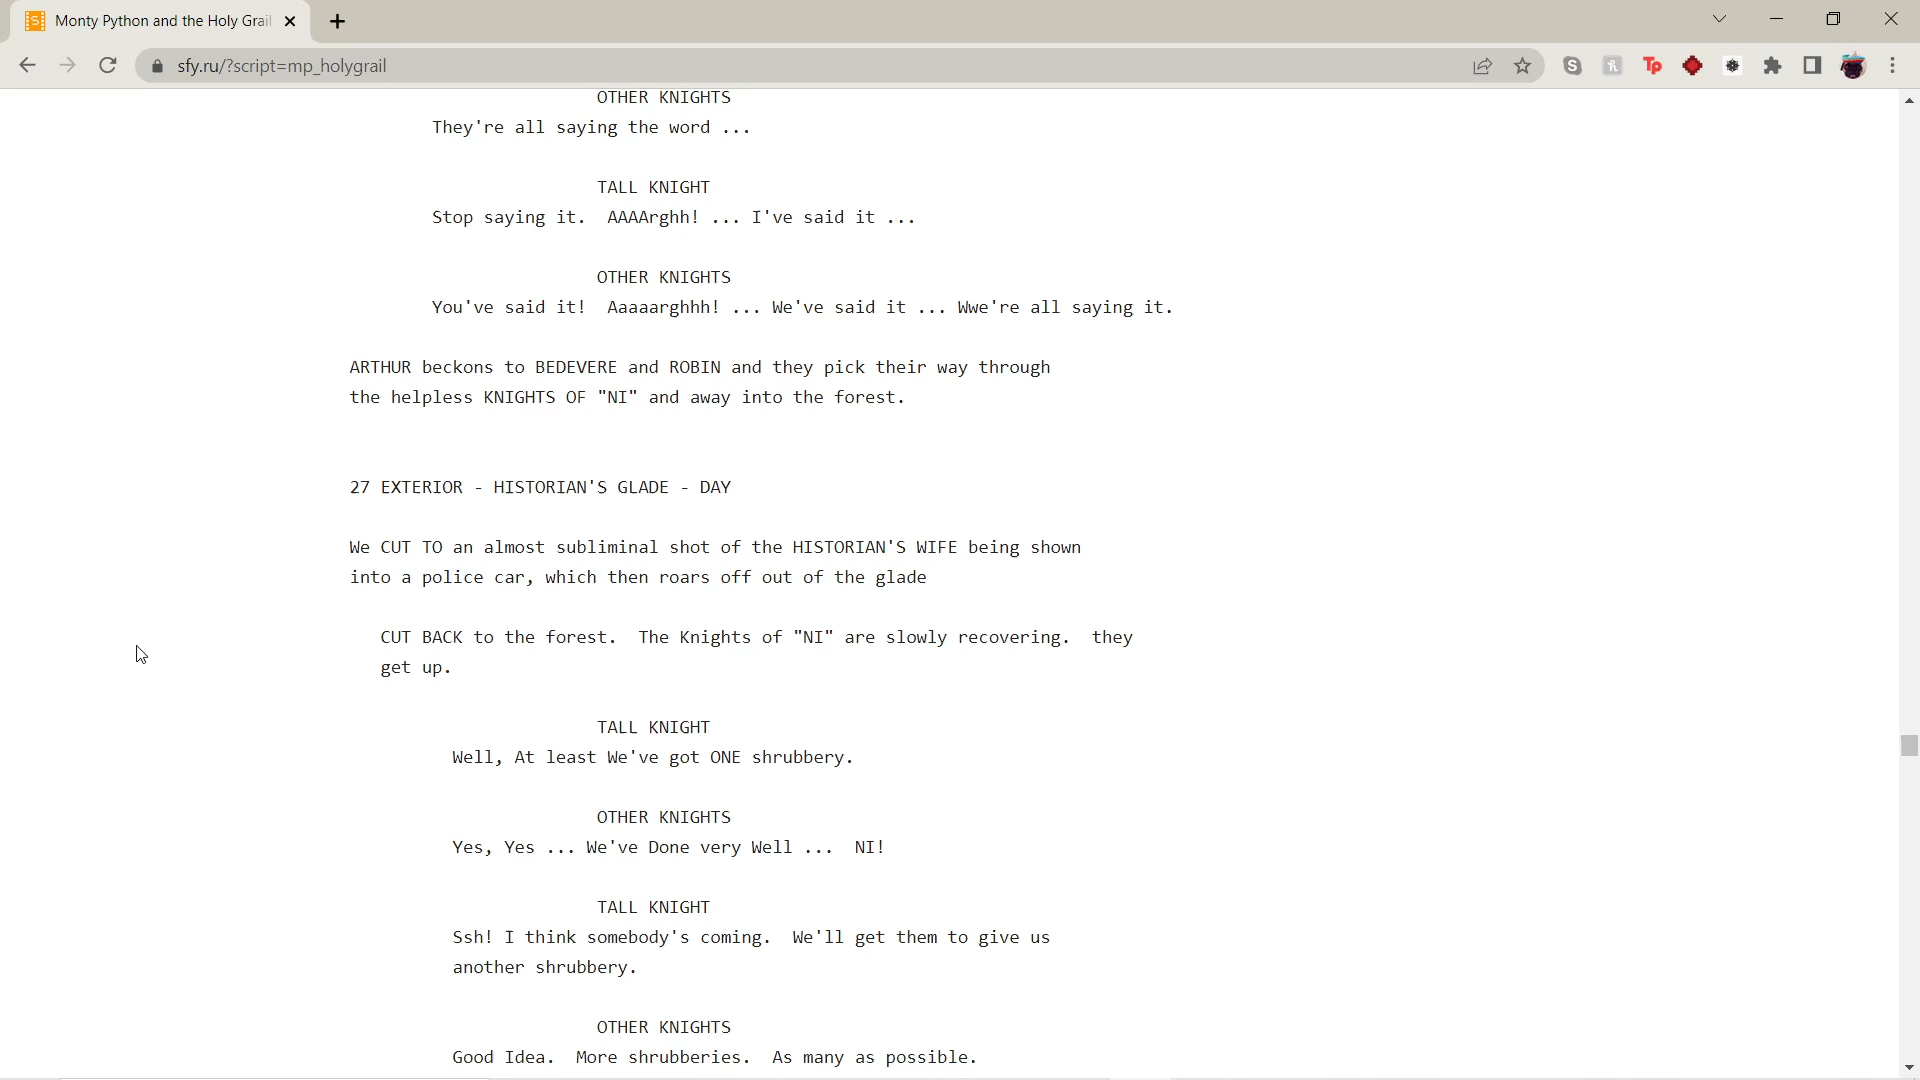 Monty Python and the Holy Grail
sfy.ru/?script=mp_holygrail
OTHER KNIGHTS
They're all saying the word ...
TALL KNIGHT
Stop saying it.  AAAArghh! ... I've said it ...
OTHER KNIGHTS
You've said it!  Aaaaarghhh! ... We've said it ... Wwe're all saying it.
ARTHUR beckons to BEDEVERE and ROBIN and they pick their way through
the helpless KNIGHTS OF "NI" and away into the forest.
27 EXTERIOR - HISTORIAN'S GLADE - DAY
We CUT TO an almost subliminal shot of the HISTORIAN'S WIFE being shown
into a police car, which then roars off out of the glade
CUT BACK to the forest.  The Knights of "NI" are slowly recovering.  they
get up.
TALL KNIGHT
Well, At least We've got ONE shrubbery.
OTHER KNIGHTS
Yes, Yes ... We've Done very Well ...  NI!
TALL KNIGHT
Ssh! I think somebody's coming.  We'll get them to give us
another shrubbery.
OTHER KNIGHTS
Good Idea.  More shrubberies.  As many as possible.